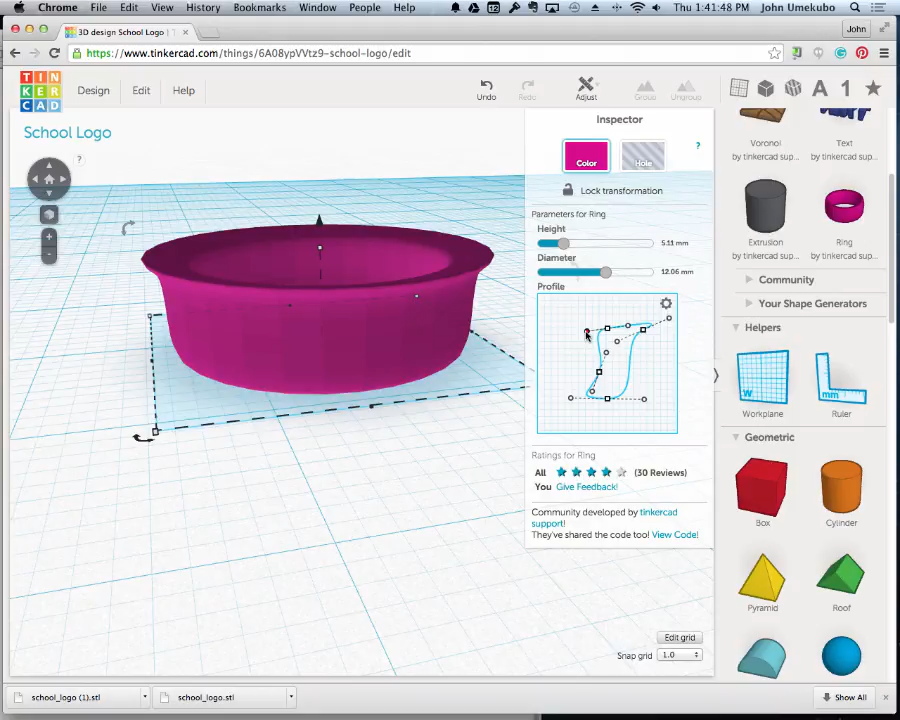 Chrome File Edit View History Bookmarks Window People Help 12 Thu 1:41:48 PM John Umekubo
3D design School Logo | T John
https://www.tinkercad.com/things/6A08ypVVtz9-school-logo/edit
TIN
KER
CAD
Design Edit Help Undo Redo Adjust Group Ungroup A 1
School Logo
?
Inspector
Color Hole ?
Lock transformation
Parameters for Ring
Height
5.11 mm
Diameter
12.06 mm
Profile
Ratings for Ring
All (30 Reviews)
You Give Feedback!
Community developed by tinkercad
support!
They've shared the code too! View Code!
Edit grid
Snap grid 1.0
Voronoi Text
by tinkercad sup... by tinkercad sup...
Extrusion Ring
by tinkercad sup... by tinkercad sup...
Community
Your Shape Generators
Helpers
W mm
Workplane Ruler
Geometric
Box Cylinder
Pyramid Roof
school_logo (1).stl school_logo.stl Show All